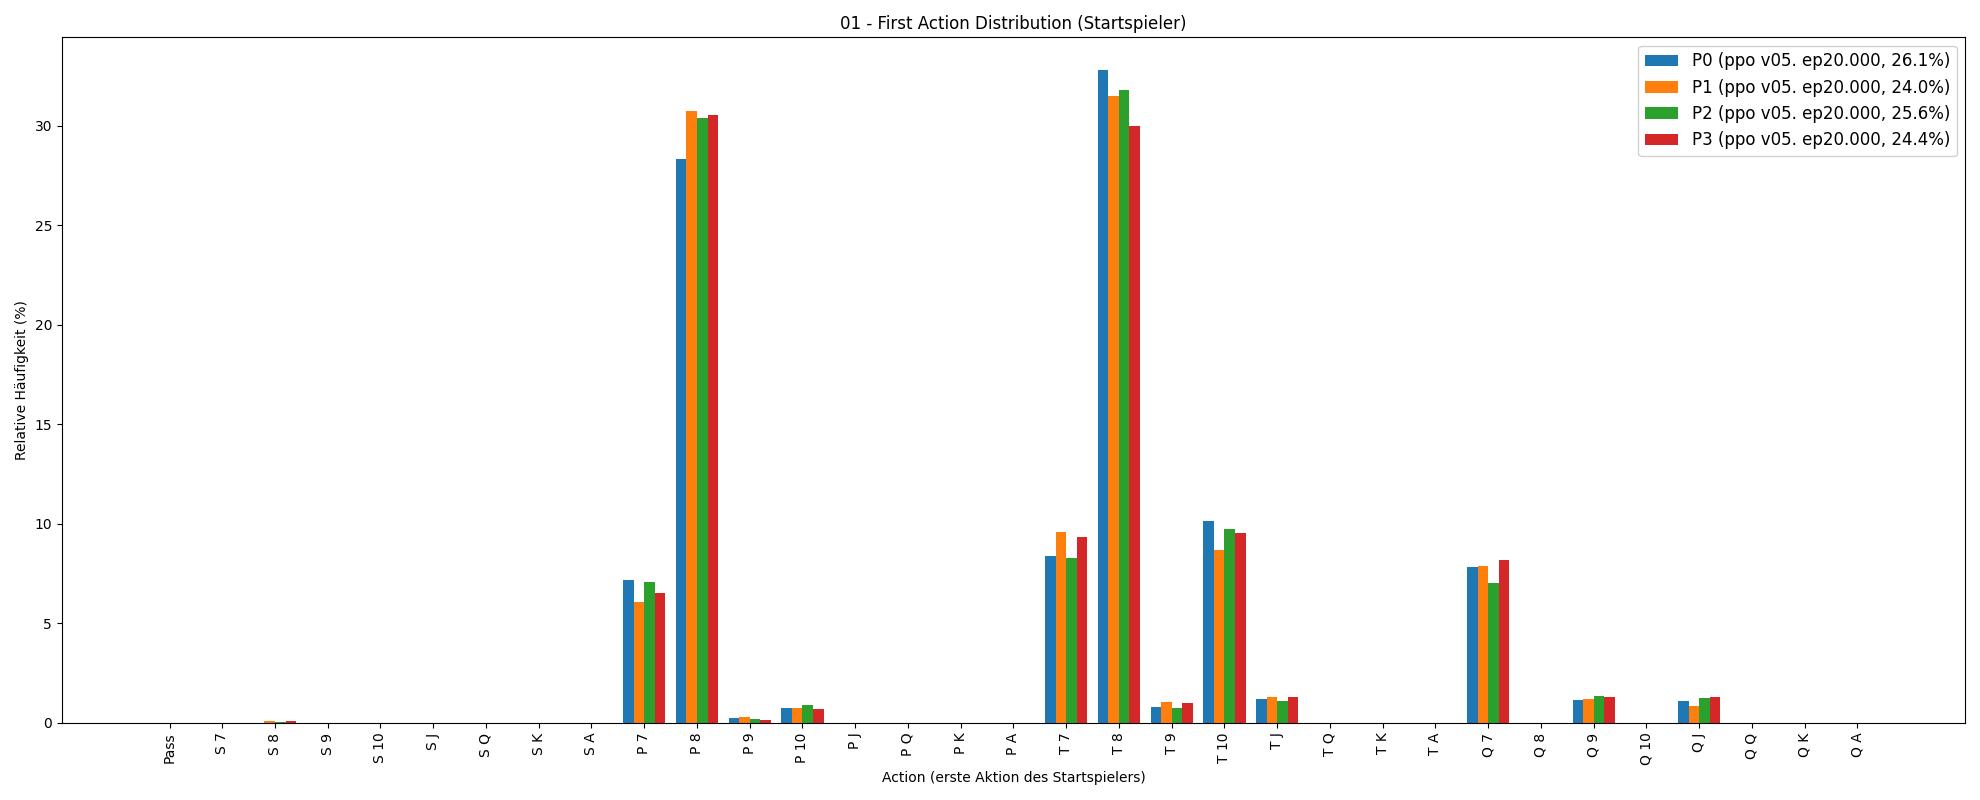 01 - First Action Distribution (Startspieler)
P0 (ppo v05. ep20.000, 26.1%)
P1 (ppo v05. ep20.000, 24.0%)
P2 (ppo v05. ep20.000, 25.6%)
P3 (ppo v05. ep20.000, 24.4%)
Relative Häufigkeit (%)
30
25
20
15
10
5
0
Pass
S 7
S 8
S 9
S 10
S J
S Q
S K
S A
P 7
P 8
P 9
P 10
P J
P Q
P K
P A
T 7
T 8
T 9
T 10
T J
T Q
T K
T A
Q 7
Q 8
Q 9
Q 10
Q J
Q Q
Q K
Q A
Action (erste Aktion des Startspielers)